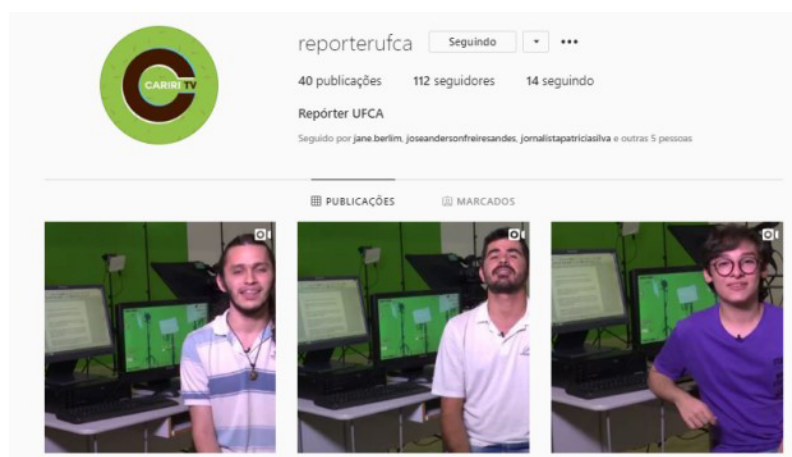 CARIRI TV
reporterufca Seguindo
40 publicações 112 seguidores 14 seguindo
Repórter UFCA
Seguido por jane.berlim, joseandersonfreiresandes, jornalistapatriciasilva e outras 5 pessoas
PUBLICAÇÕES MARCADOS